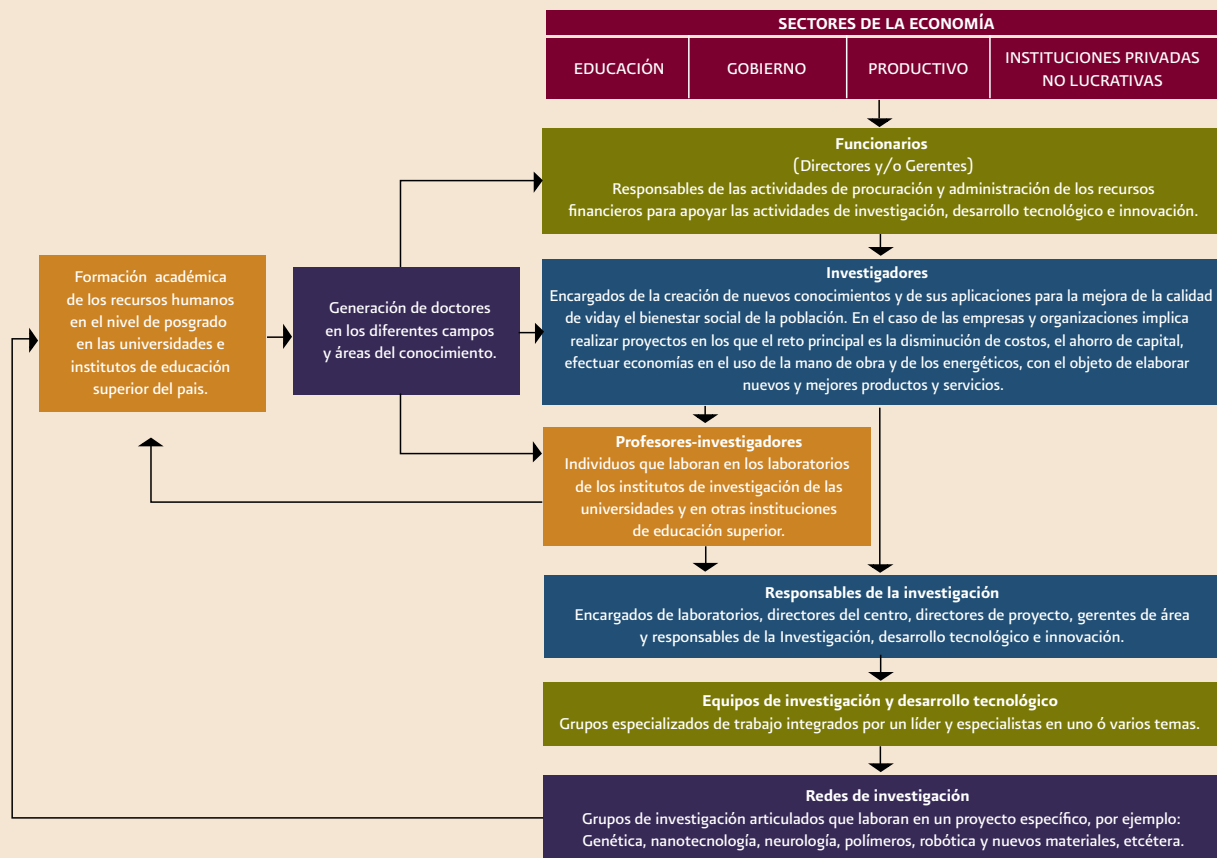 SECTORES DE LA ECONOMÍA
EDUCACIÓN
GOBIERNO
PRODUCTIVO
INSTITUCIONES PRIVADAS
NO LUCRATIVAS
Funcionarios
(Directores y/o Gerentes)
Responsables de las actividades de procuración y administración de los recursos
financieros para apoyar las actividades de investigación, desarrollo tecnológico e innovación.
Formación académica
de los recursos humanos
en el nivel de posgrado
en las universidades e
institutos de educación
superior del pais.
Generación de doctores
en los diferentes campos
y áreas del conocimiento.
Investigadores
Encargados de la creación de nuevos conocimientos y de sus aplicaciones para la mejora de la calidad
de viday el bienestar social de la población. En el caso de las empresas y organizaciones implica
realizar proyectos en los que el reto principal es la disminución de costos, el ahorro de capital,
efectuar economías en el uso de la mano de obra y de los energéticos, con el objeto de elaborar
nuevos y mejores productos y servicios.
Profesores-investigadores
Individuos que laboran en los laboratorios
de los institutos de investigación de las
universidades y en otras instituciones
de educación superior.
Responsables de la investigación
Encargados de laboratorios, directores del centro, directores de proyecto, gerentes de área
y responsables de la Investigación, desarrollo tecnológico e innovación.
Equipos de investigación y desarrollo tecnológico
Grupos especializados de trabajo integrados por un líder y especialistas en uno ó varios temas.
Redes de investigación
Grupos de investigación articulados que laboran en un proyecto específico, por ejemplo:
Genética, nanotecnología, neurología, polímeros, robótica y nuevos materiales, etcétera.